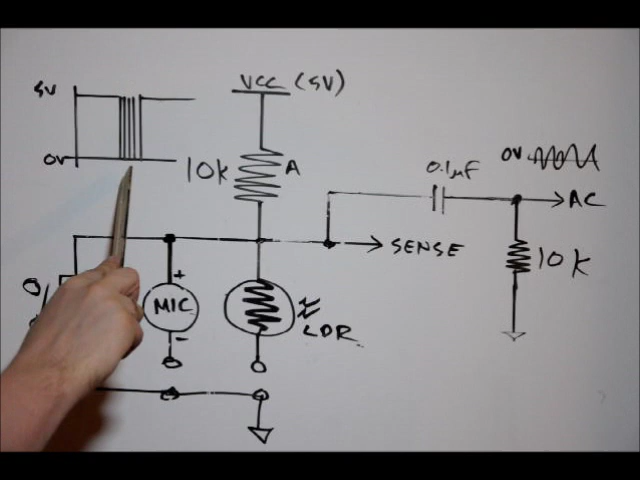 5V
VCC (5V)
0V
10K
A
0.1µF
0V
AC
SENSE
10K
+
MIC
-
LDR